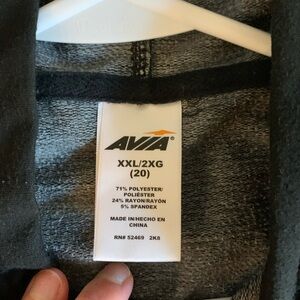 AVIA
XXL/2XG
(20)
71% POLYESTER/
POLIÉSTER
24% RAYON/RAYÓN
5% SPANDEX
MADE IN/HECHO EN
CHINA
RN# 52469 2K8